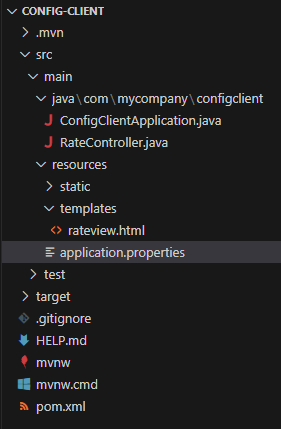 CONFIG-CLIENT
.mvn
src
main
java\com\mycompany\configclient
ConfigClientApplication.java
RateController.java
resources
static
templates
rateview.html
application.properties
test
target
.gitignore
HELP.md
mvnw
mvnw.cmd
pom.xml